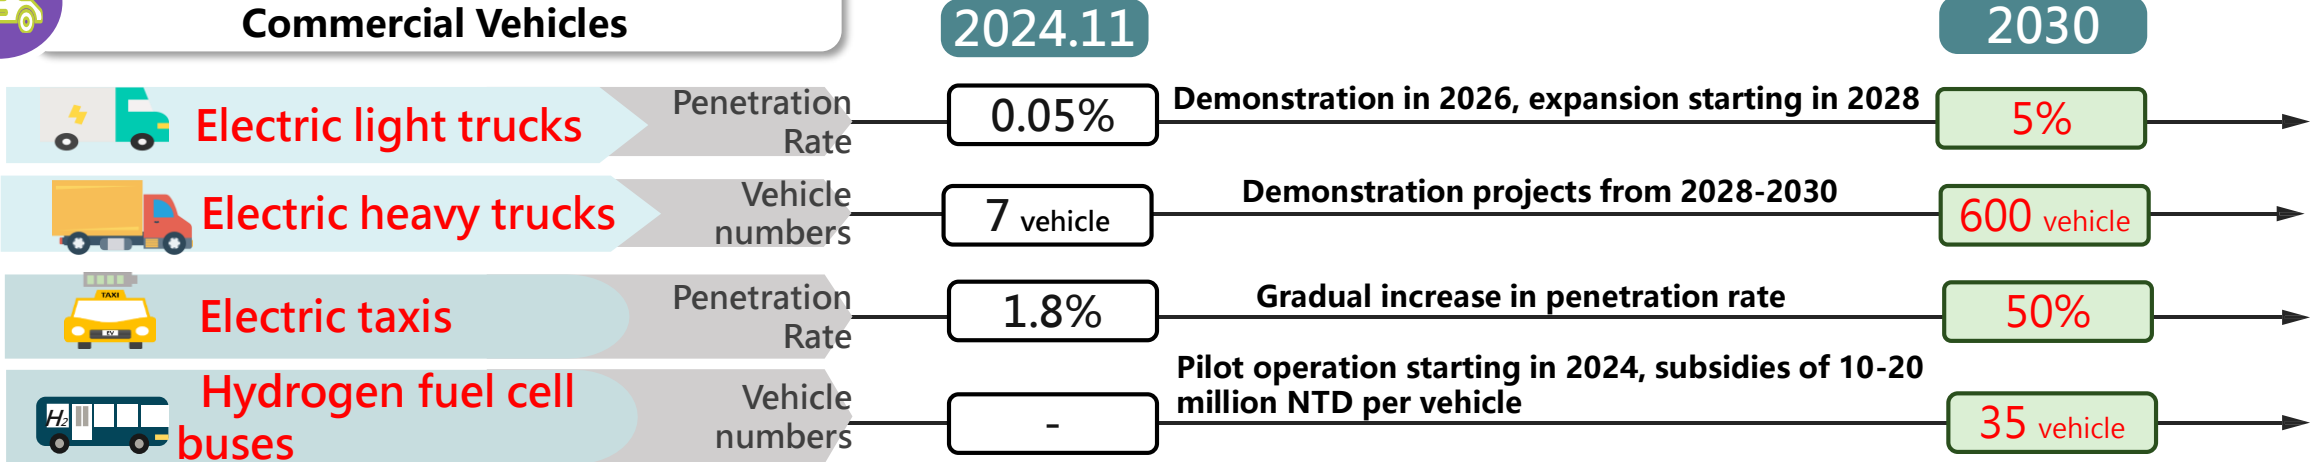 Commercial Vehicles
2024.11
2030
Electric light trucks
Penetration
Rate
0.05%
Demonstration in 2026, expansion starting in 2028
5%
Electric heavy trucks
Vehicle
numbers
7 vehicle
Demonstration projects from 2028-2030
600 vehicle
TAXI
EV
Electric taxis
Penetration
Rate
1.8%
Gradual increase in penetration rate
50%
H2
Hydrogen fuel cell
buses
Vehicle
numbers
-
Pilot operation starting in 2024, subsidies of 10-20
million NTD per vehicle
35 vehicle